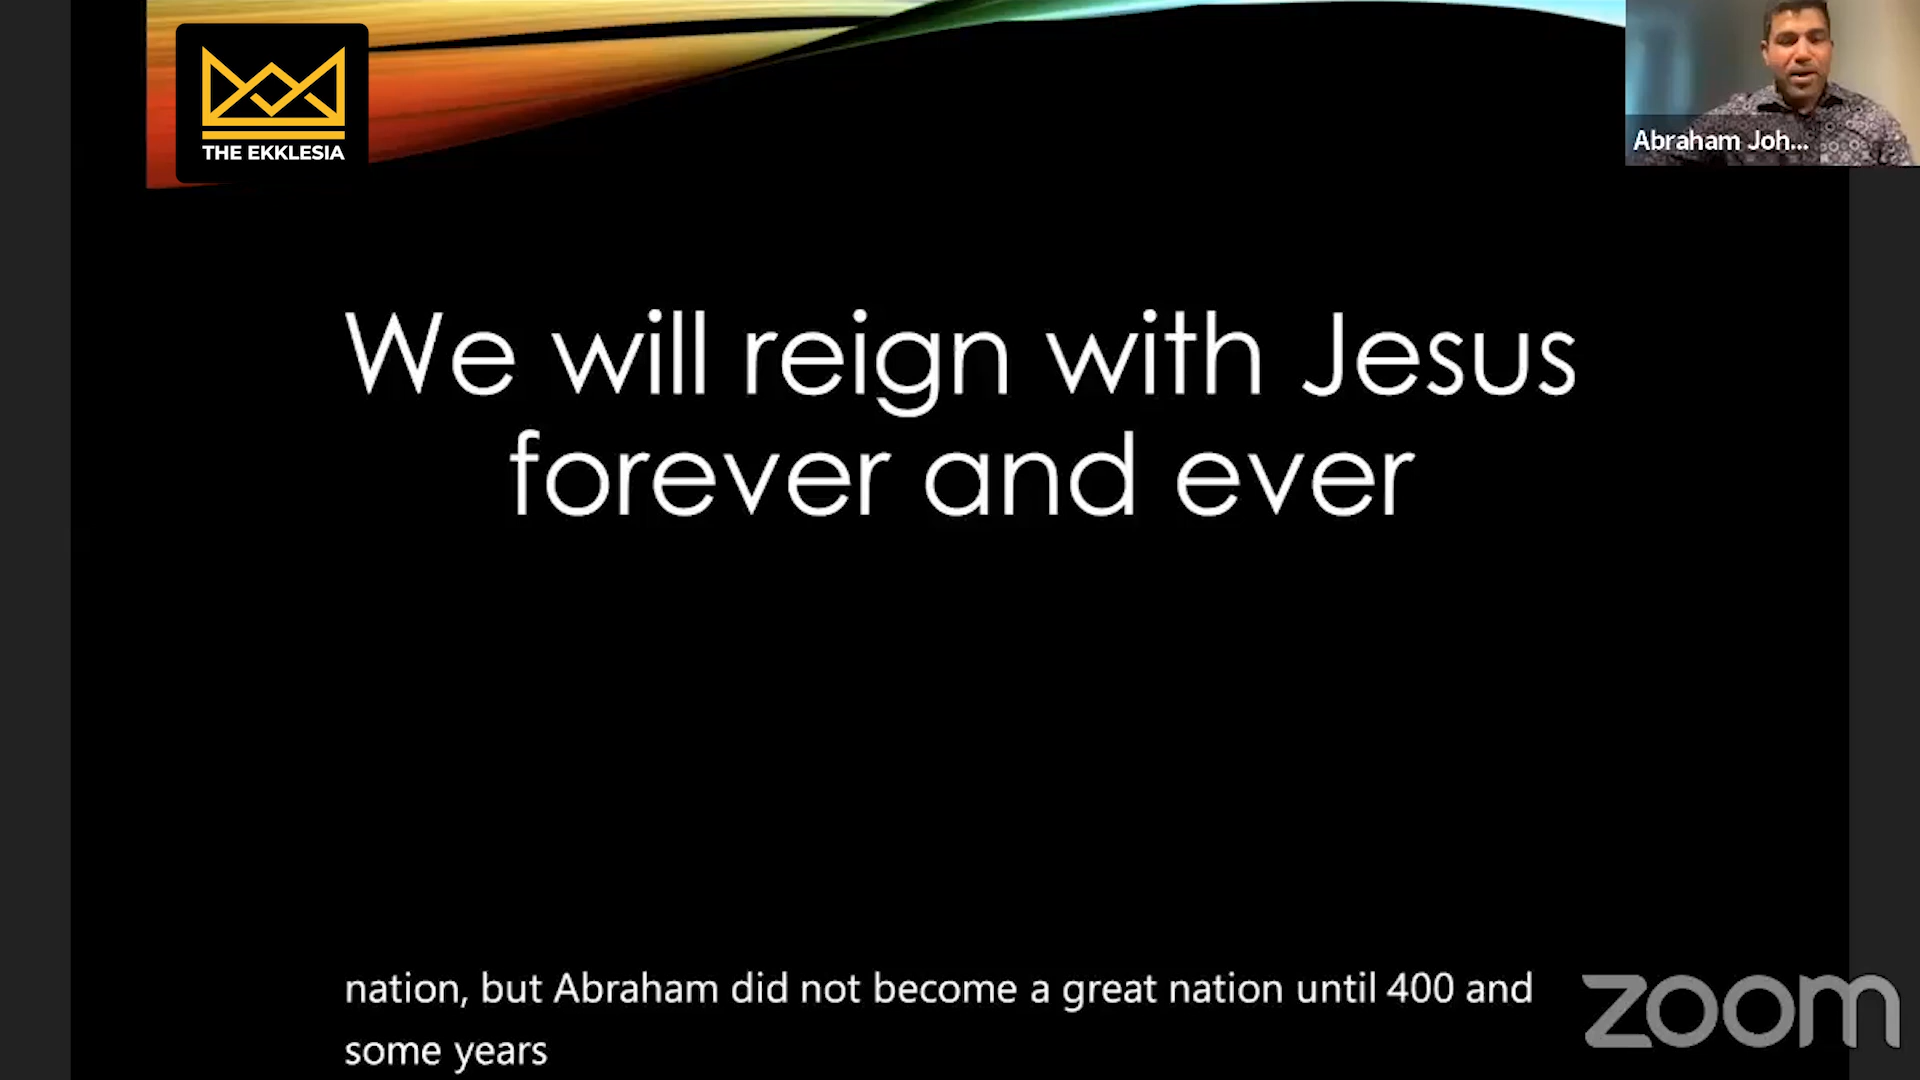 THE EKKLESIA
Abraham Joh...
We will reign with Jesus
forever and ever
nation, but Abraham did not become a great nation until 400 and
some years
zoom